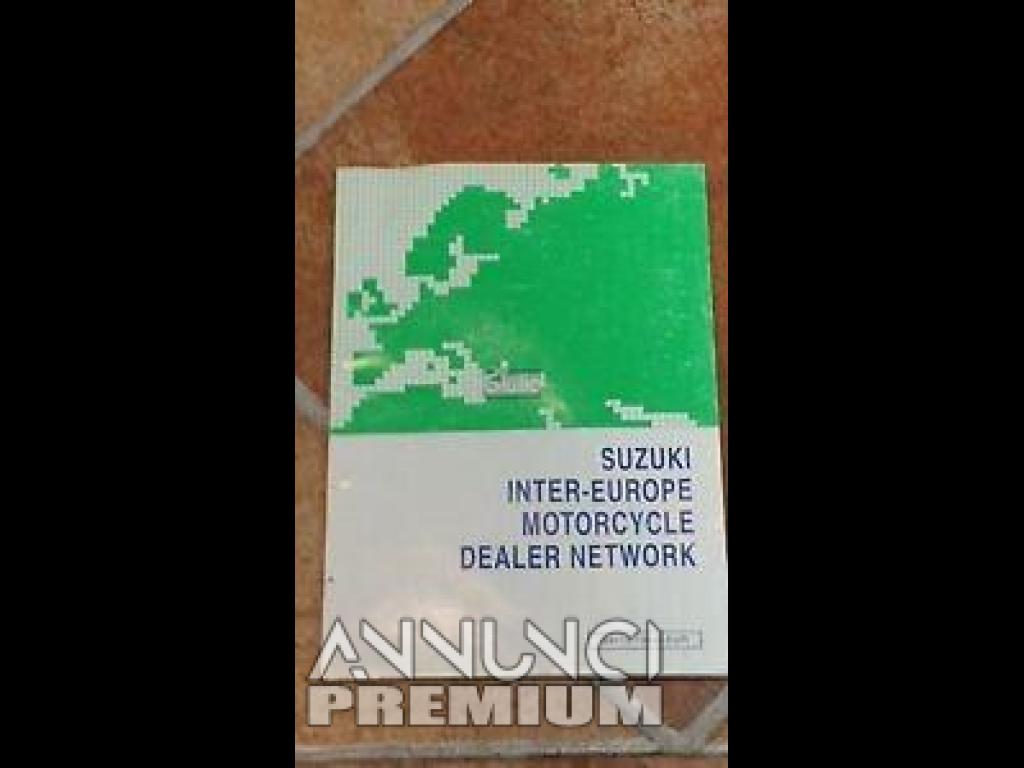 SUZUKI
INTER-EUROPE
MOTORCYCLE
DEALER NETWORK
ANNUNCI
PREMIUM